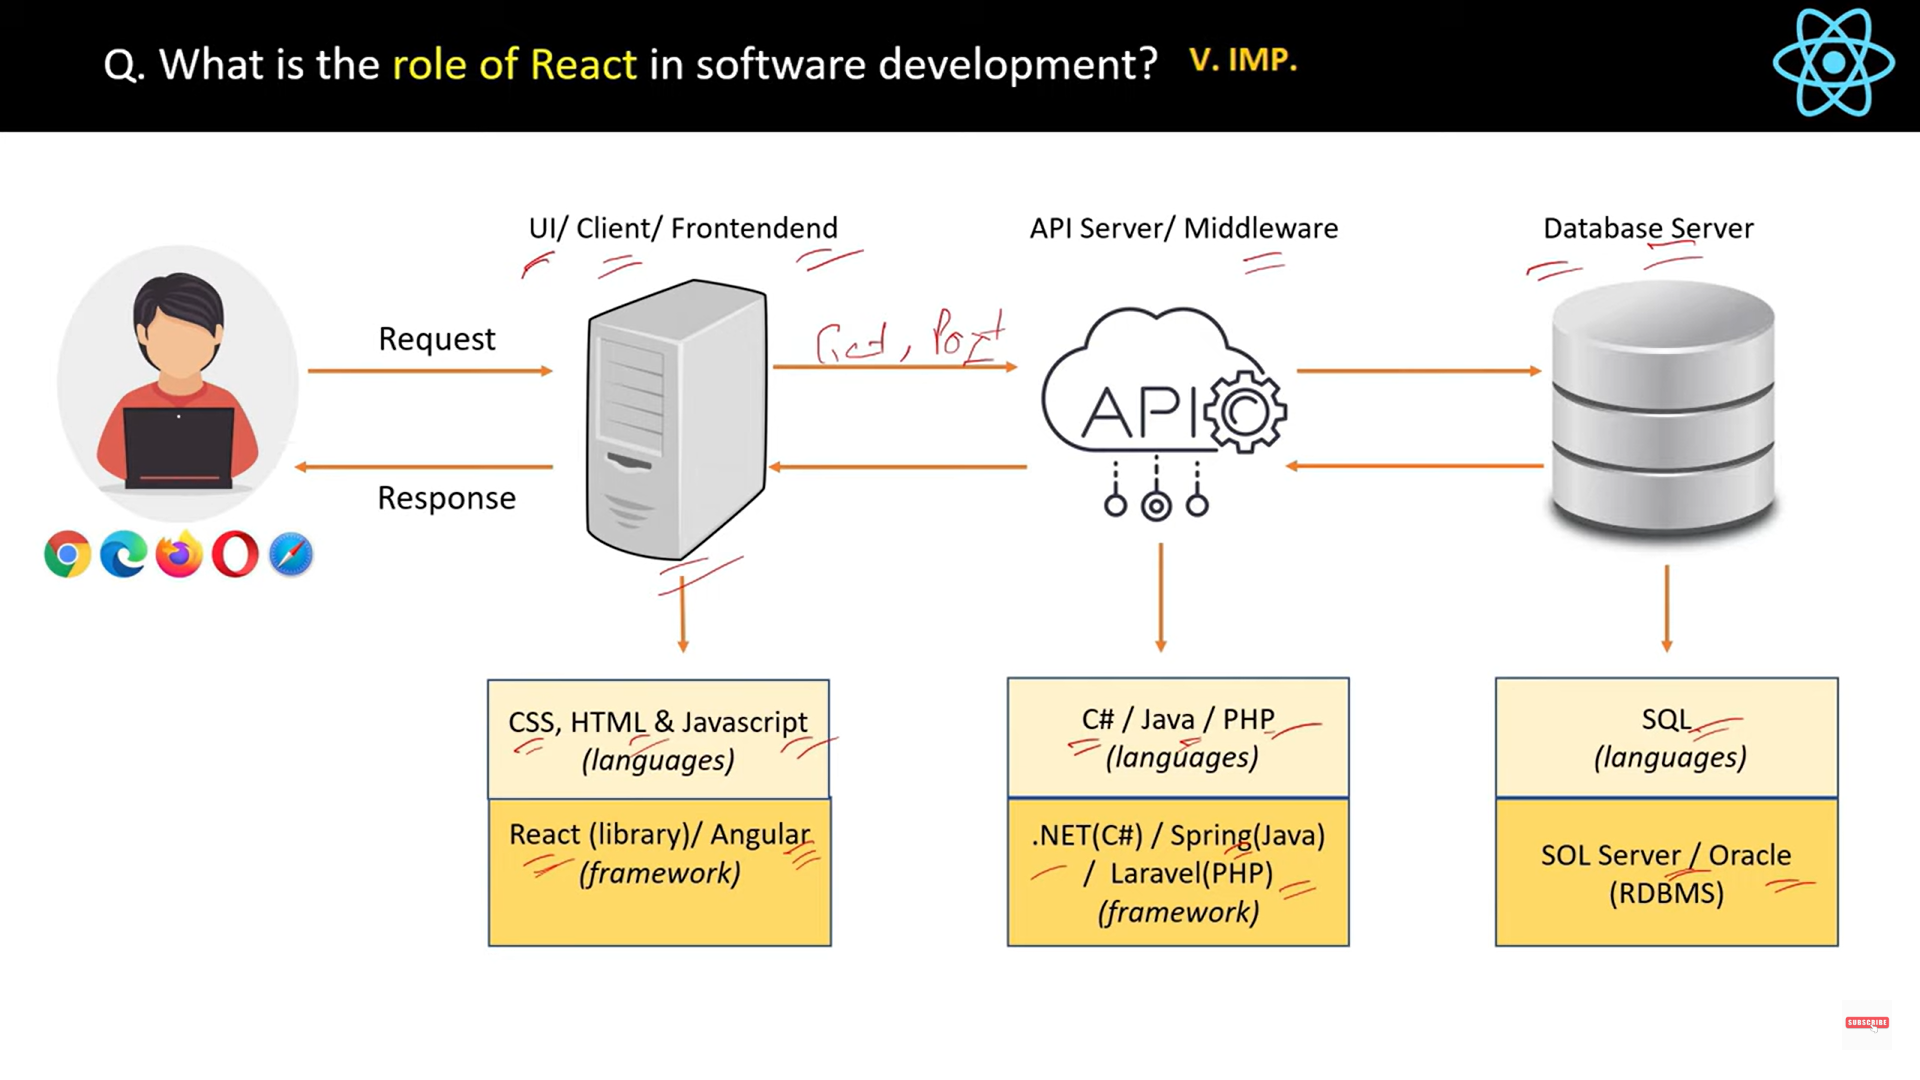 Q. What is the role of React in software development? V. IMP.
UI/ Client/ Frontendend
API Server/ Middleware
Database Server
Request
Get, Post
API
Response
CSS, HTML & Javascript
(languages)
React (library)/ Angular
(framework)
C# / Java / PHP
(languages)
.NET(C#) / Spring(Java)
/ Laravel(PHP)
(framework)
SQL
(languages)
SOL Server / Oracle
(RDBMS)
SUBSCRIBE